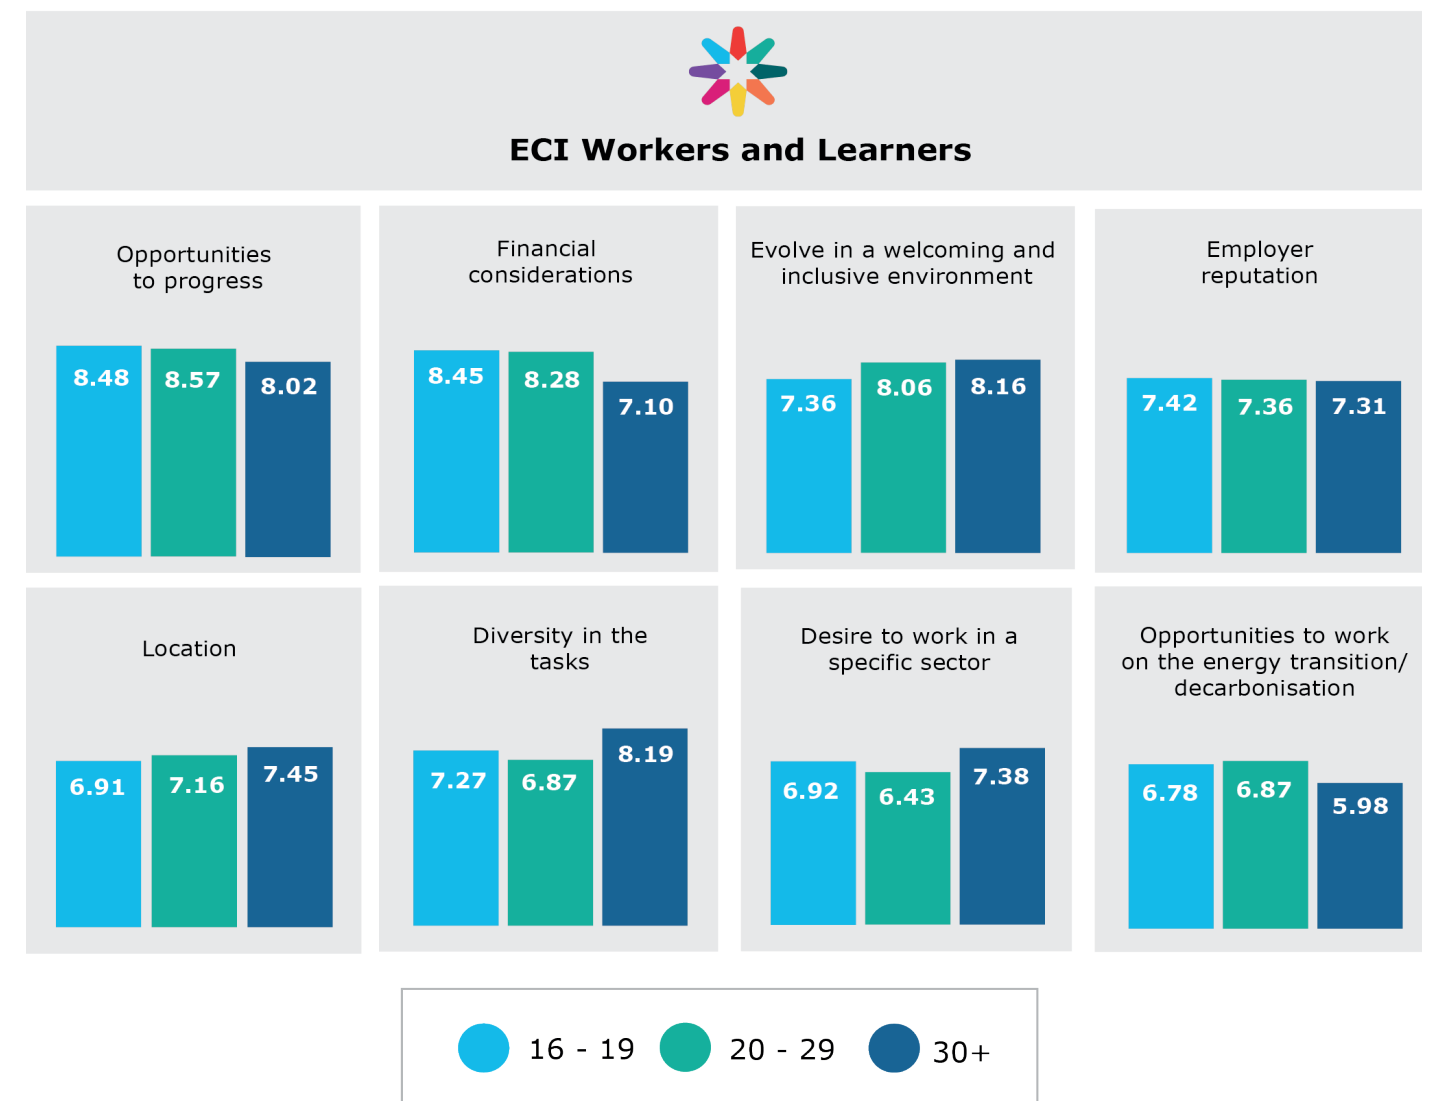 ECI Workers and Learners
Opportunities
to progress
8.48
8.57
8.02
Financial
considerations
8.45
8.28
7.10
Evolve in a welcoming and
inclusive environment
7.36
8.06
8.16
Employer
reputation
7.42
7.36
7.31
Location
6.91
7.16
7.45
Diversity in the
tasks
7.27
6.87
8.19
Desire to work in a
specific sector
6.92
6.43
7.38
Opportunities to work
on the energy transition/
decarbonisation
6.78
6.87
5.98
16 - 19
20 - 29
30+